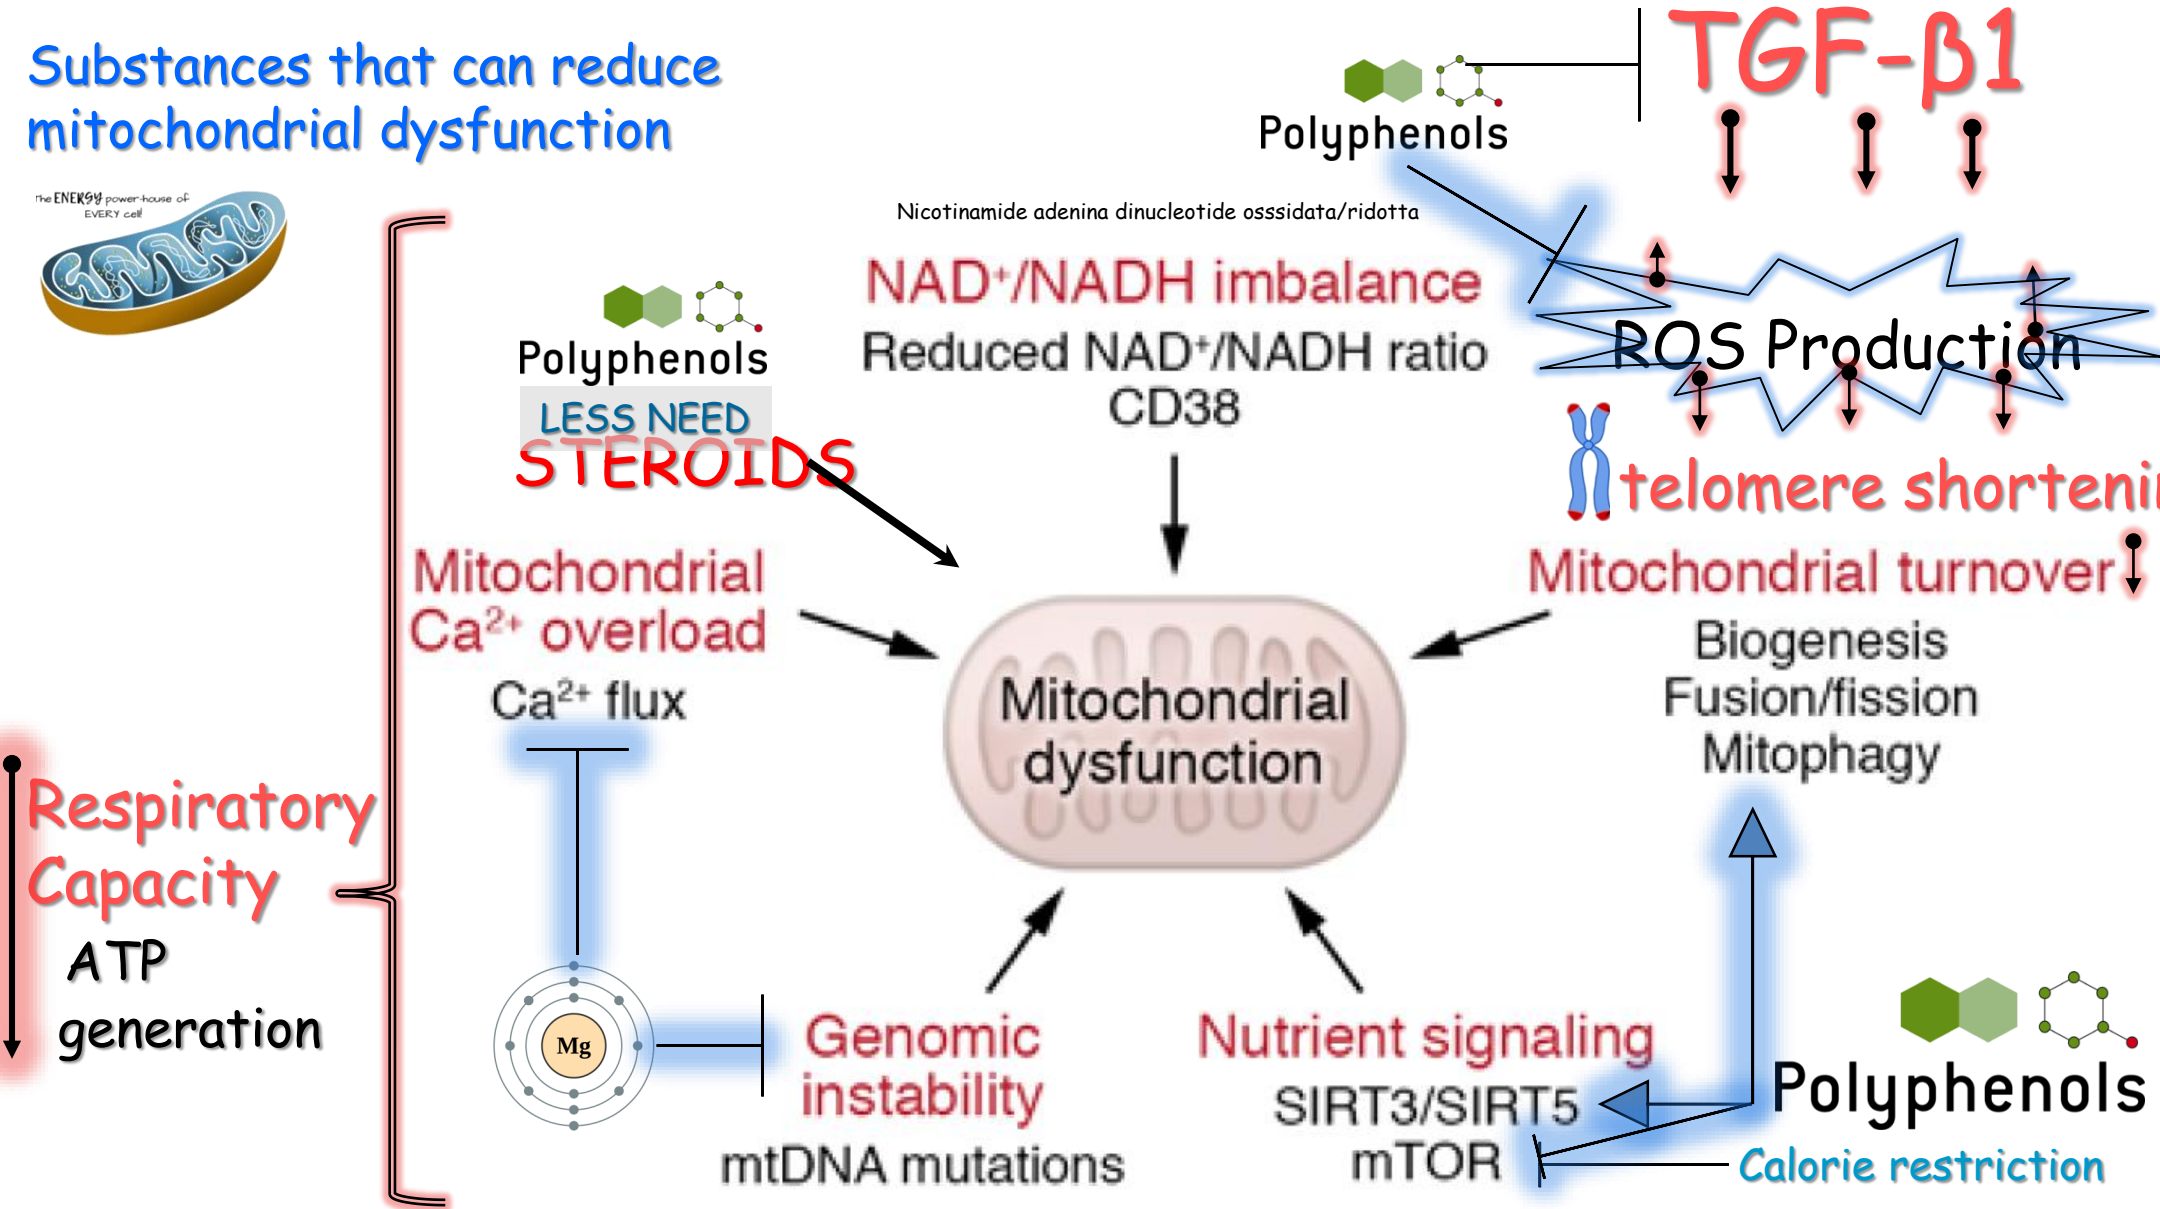 Substances that can reduce
mitochondrial dysfunction
The ENERGY power-house of
EVERY cell!
Polyphenols
TGF-β1
Nicotinamide adenina dinucleotide osssidata/ridotta
NAD⁺/NADH imbalance
Reduced NAD⁺/NADH ratio
CD38
ROS Production
Polyphenols
LESS NEED
STEROIDS
telomere shortenin
Mitochondrial
Ca²⁺ overload
Ca²⁺ flux
Mitochondrial turnover
Biogenesis
Fusion/fission
Mitophagy
Mitochondrial
dysfunction
Respiratory
Capacity
ATP
generation
Mg
Genomic
instability
mtDNA mutations
Nutrient signaling
SIRT3/SIRT5
mTOR
Polyphenols
Calorie restriction